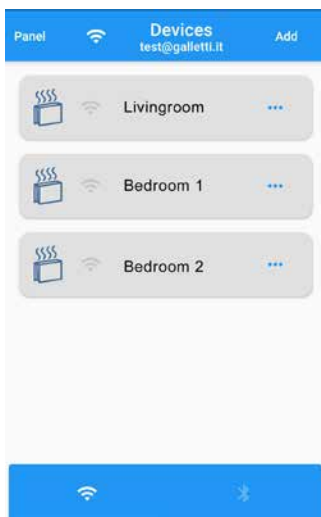 Panel Devices Add
test@galletti.it
Livingroom ...
Bedroom 1 ...
Bedroom 2 ...